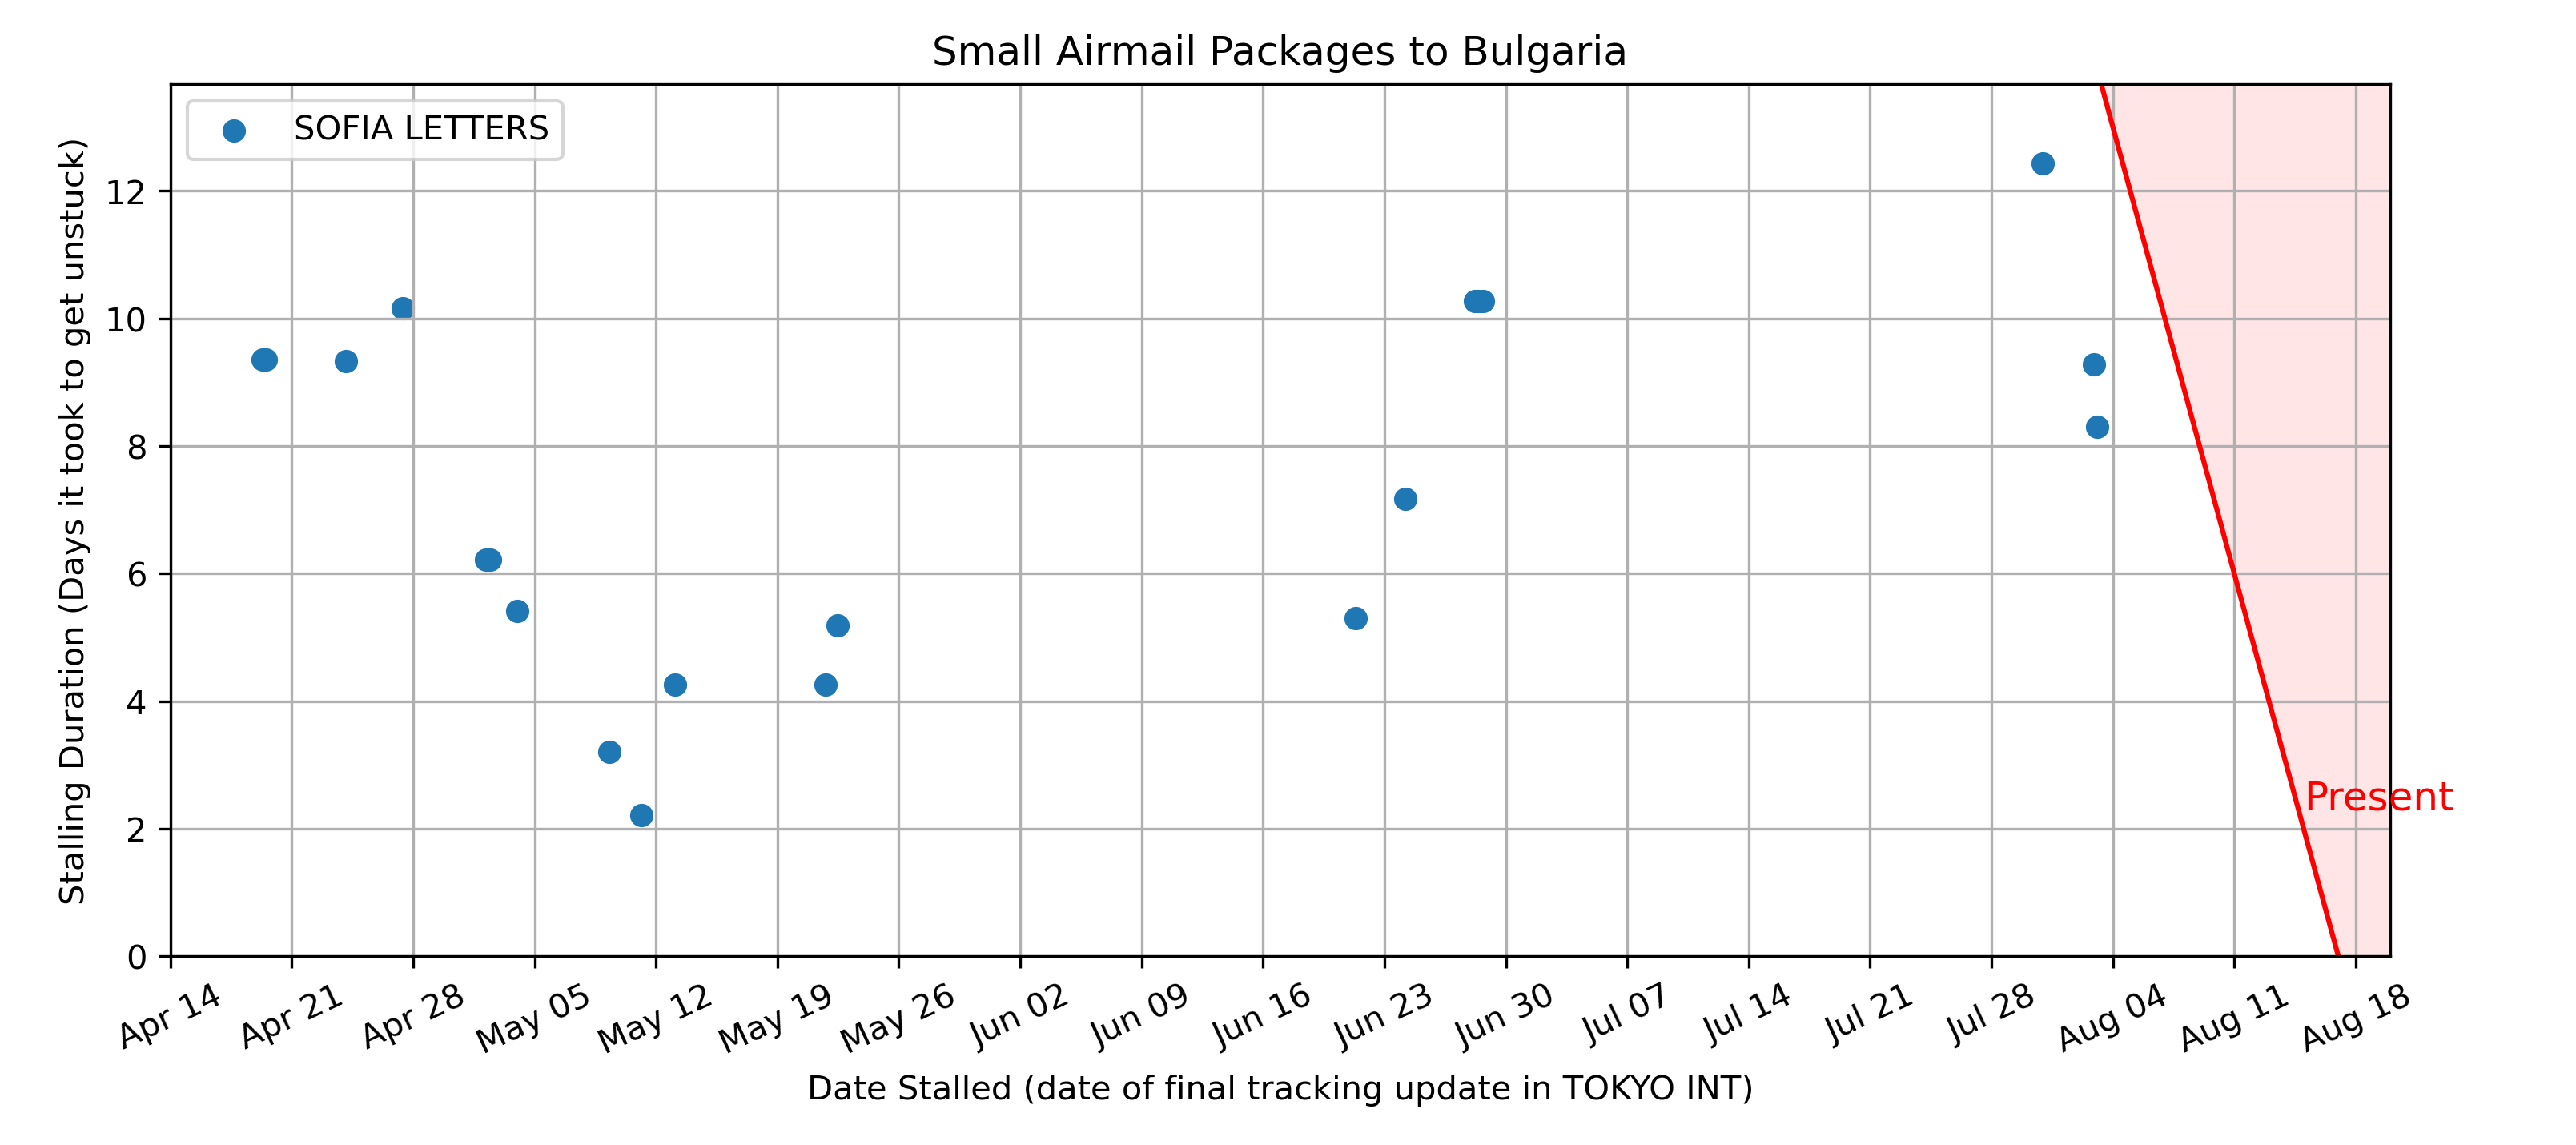 Small Airmail Packages to Bulgaria
SOFIA LETTERS
Stalling Duration (Days it took to get unstuck)
12
10
8
6
4
2
0
Present
Apr 14
Apr 21
Apr 28
May 05
May 12
May 19
May 26
Jun 02
Jun 09
Jun 16
Jun 23
Jun 30
Jul 07
Jul 14
Jul 21
Jul 28
Aug 04
Aug 11
Aug 18
Date Stalled (date of final tracking update in TOKYO INT)